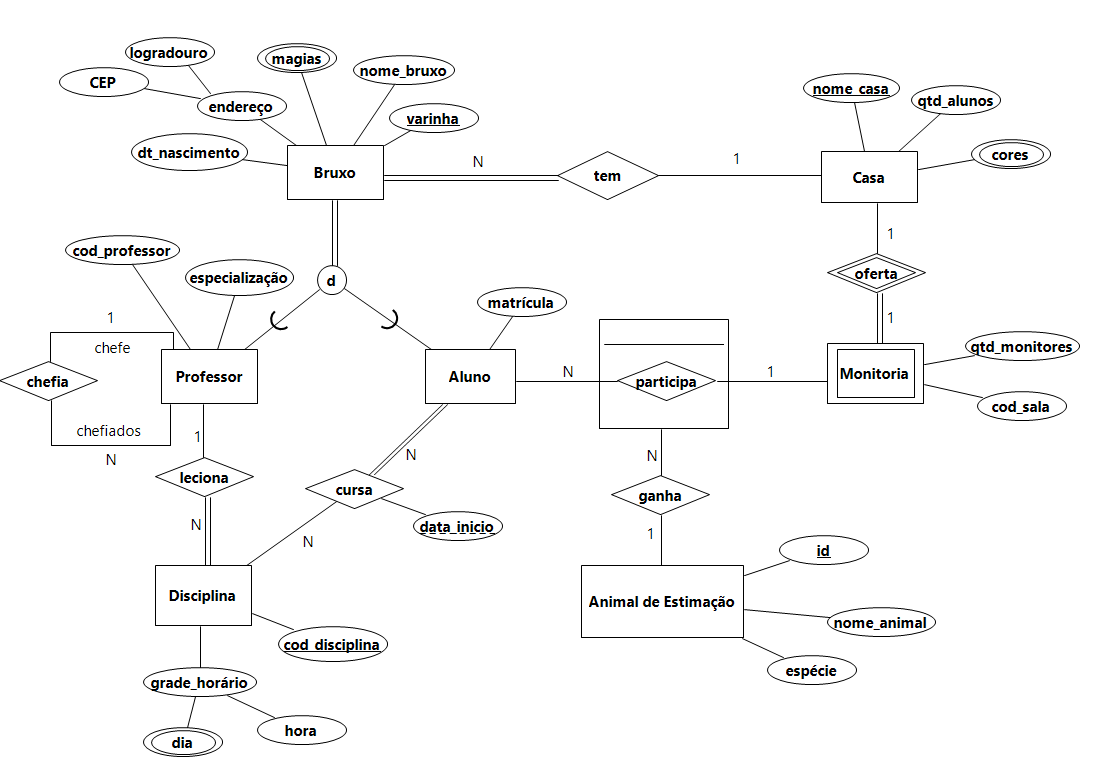 logradouro
magias
nome_bruxo
CEP
endereço
varinha
nome_casa
qtd_alunos
dt_nascimento
cores
Bruxo
N
tem
1
Casa
1
cod_professor
especialização
d
oferta
matrícula
1
1
chefe
qtd_monitores
chefia
Professor
Aluno
N
participa
1
Monitoria
cod_sala
chefiados
N
1
leciona
N
N
cursa
ganha
N
data_inicio
1
N
id
Disciplina
Animal de Estimação
nome_animal
cod_disciplina
espécie
grade_horário
hora
dia